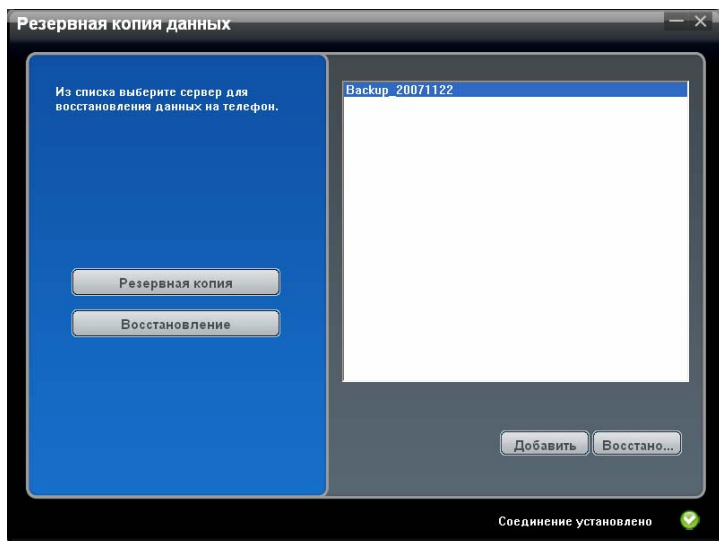 Резервная копия данных
Из списка выберите сервер для
восстановления данных на телефон.
Backup_20071122
Резервная копия
Восстановление
Добавить
Восстано...
Соединение установлено